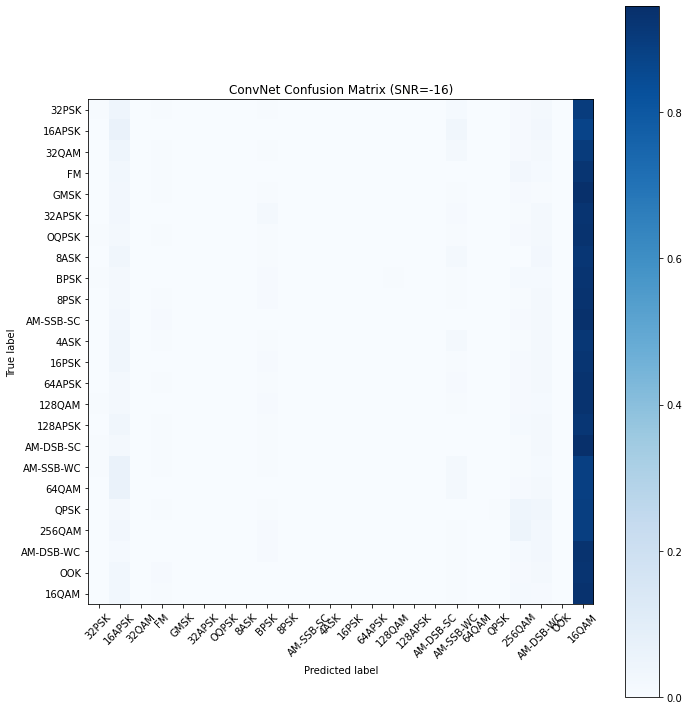 ConvNet Confusion Matrix (SNR=-16)
True label
32PSK
16APSK
32QAM
FM
GMSK
32APSK
OQPSK
8ASK
BPSK
8PSK
AM-SSB-SC
4ASK
16PSK
64APSK
128QAM
128APSK
AM-DSB-SC
AM-SSB-WC
64QAM
QPSK
256QAM
AM-DSB-WC
OOK
16QAM
32PSK
16APSK
32QAM
FM
GMSK
32APSK
OQPSK
8ASK
BPSK
8PSK
AM-SSB-SC
4ASK
16PSK
64APSK
128QAM
128APSK
AM-DSB-SC
AM-SSB-WC
64QAM
QPSK
256QAM
AM-DSB-WC
OOK
16QAM
Predicted label
0.8
0.6
0.4
0.2
0.0